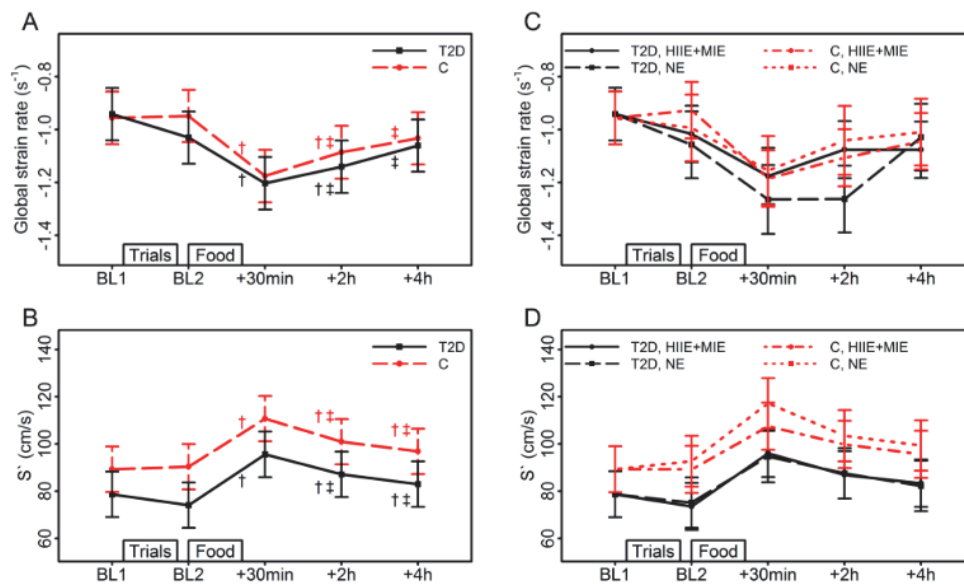 A
Global strain rate (s⁻¹)
-0.8
-1.0
-1.2
-1.4
T2D
C
†
†
†‡
†‡
‡
‡
Trials
Food
BL1
BL2
+30min
+2h
+4h
C
Global strain rate (s⁻¹)
-0.8
-1.0
-1.2
-1.4
T2D, HIIE+MIE
T2D, NE
C, HIIE+MIE
C, NE
Trials
Food
BL1
BL2
+30min
+2h
+4h
B
S` (cm/s)
140
120
100
80
60
T2D
C
†
†
†‡
†‡
†‡
†‡
Trials
Food
BL1
BL2
+30min
+2h
+4h
D
S` (cm/s)
140
120
100
80
60
T2D, HIIE+MIE
T2D, NE
C, HIIE+MIE
C, NE
Trials
Food
BL1
BL2
+30min
+2h
+4h